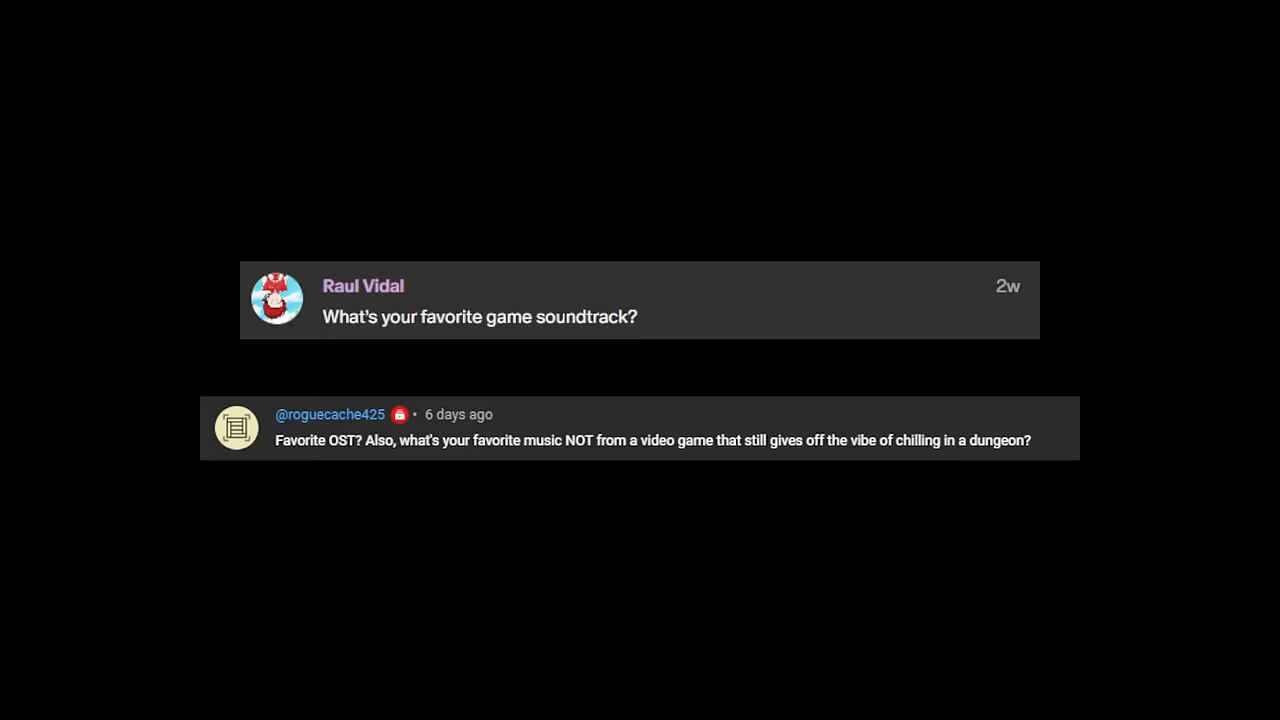 Raul Vidal 2w
What's your favorite game soundtrack?
@roguecache425 • 6 days ago
Favorite OST? Also, what's your favorite music NOT from a video game that still gives off the vibe of chilling in a dungeon?